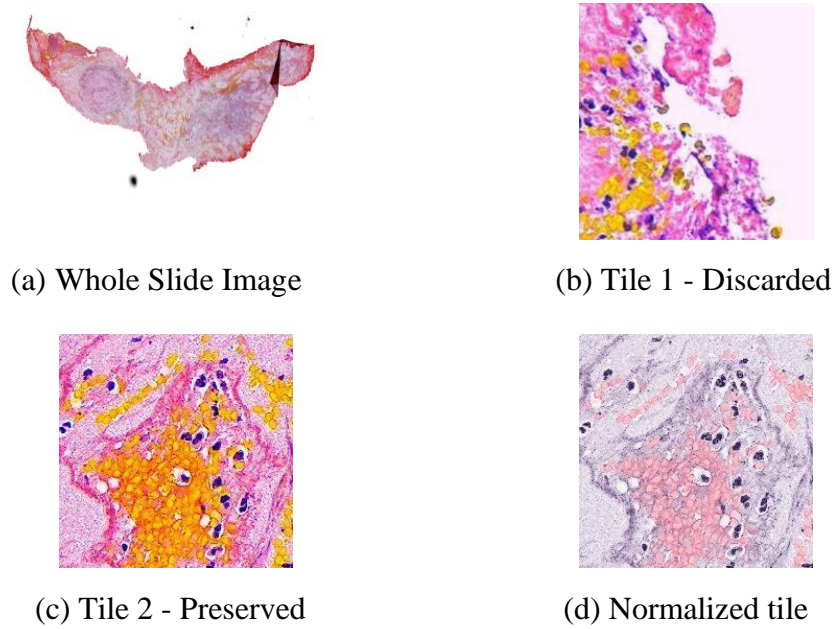 (a) Whole Slide Image
(b) Tile 1 - Discarded
(c) Tile 2 - Preserved
(d) Normalized tile